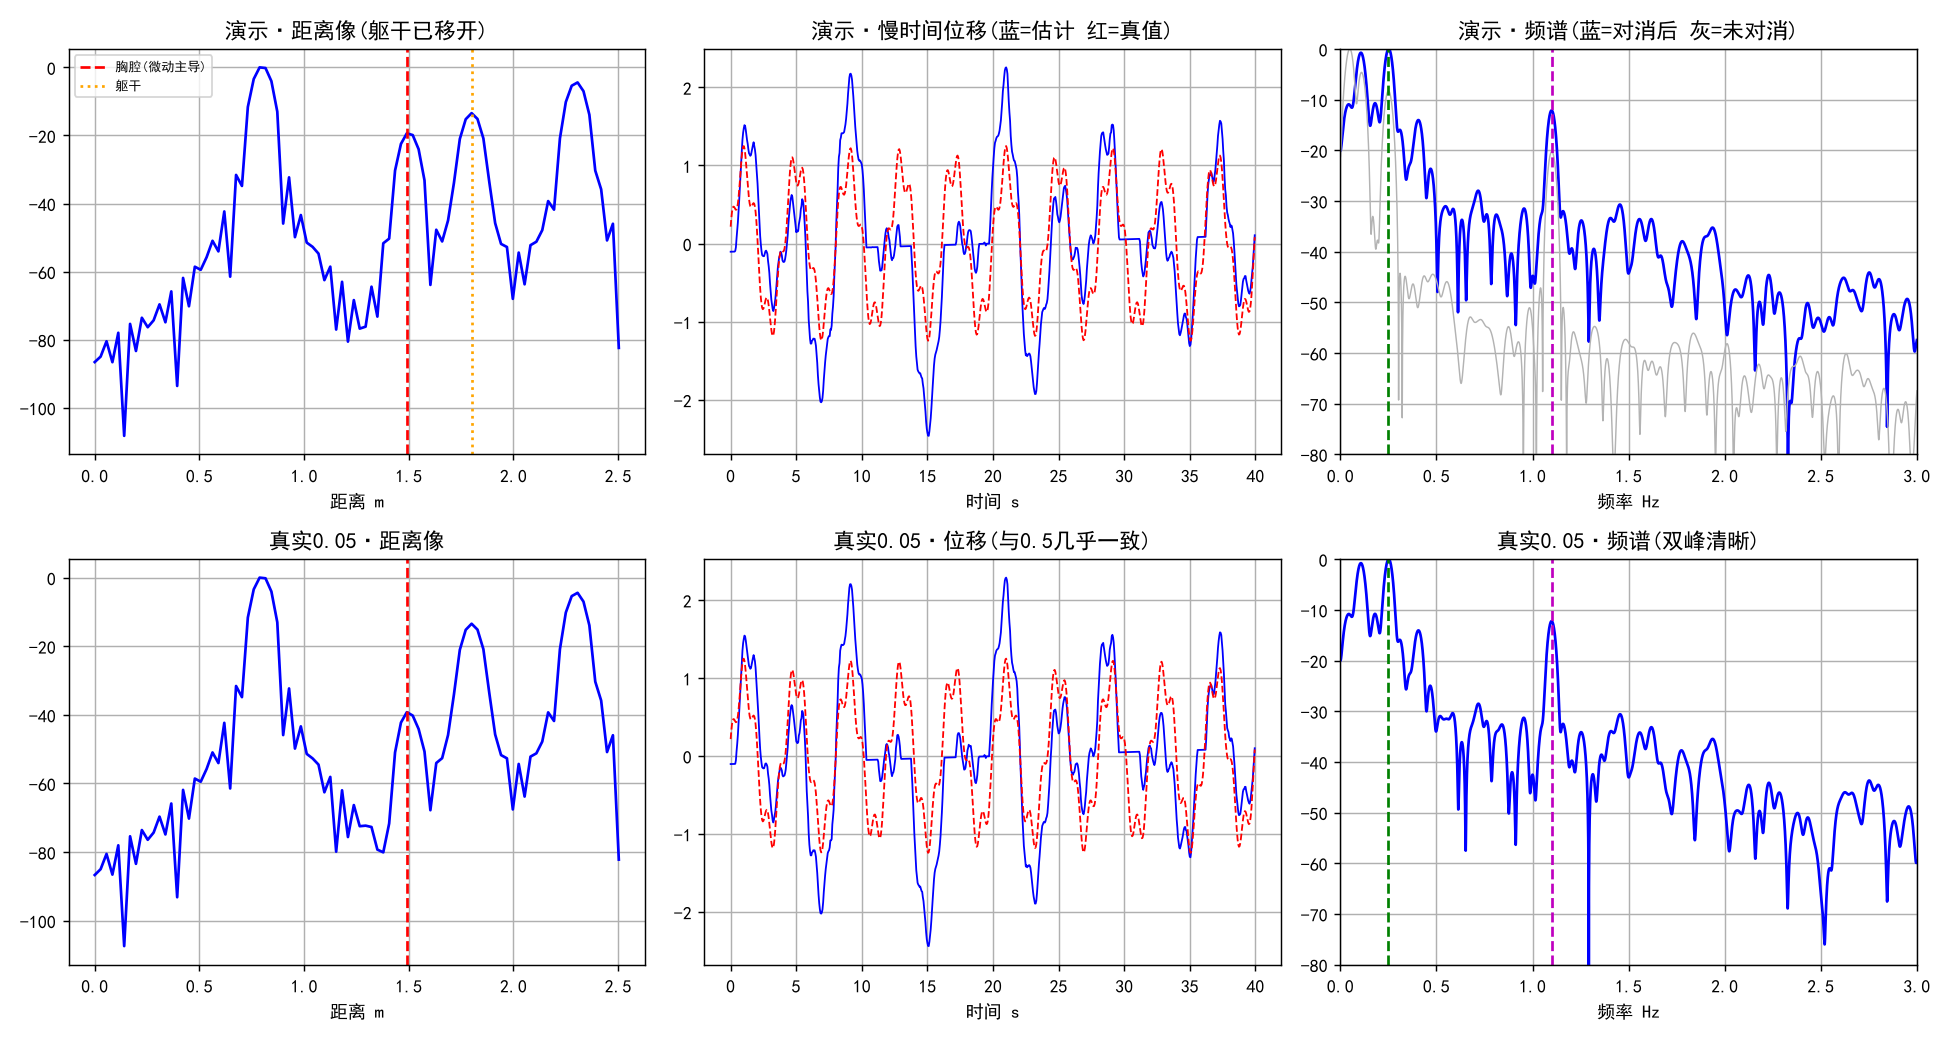 演示·距离像(躯干已移开)
0
−20
−40
−60
−80
−100
胸腔(微动主导)
躯干
0.0 0.5 1.0 1.5 2.0 2.5
距离 m
演示·慢时间位移(蓝=估计 红=真值)
2
1
0
−1
−2
0 5 10 15 20 25 30 35 40
时间 s
演示·频谱(蓝=对消后 灰=未对消)
0
−10
−20
−30
−40
−50
−60
−70
−80
0.0 0.5 1.0 1.5 2.0 2.5 3.0
频率 Hz
真实0.05·距离像
0
−20
−40
−60
−80
−100
0.0 0.5 1.0 1.5 2.0 2.5
距离 m
真实0.05·位移(与0.5几乎一致)
2
1
0
−1
−2
0 5 10 15 20 25 30 35 40
时间 s
真实0.05·频谱(双峰清晰)
0
−10
−20
−30
−40
−50
−60
−70
−80
0.0 0.5 1.0 1.5 2.0 2.5 3.0
频率 Hz